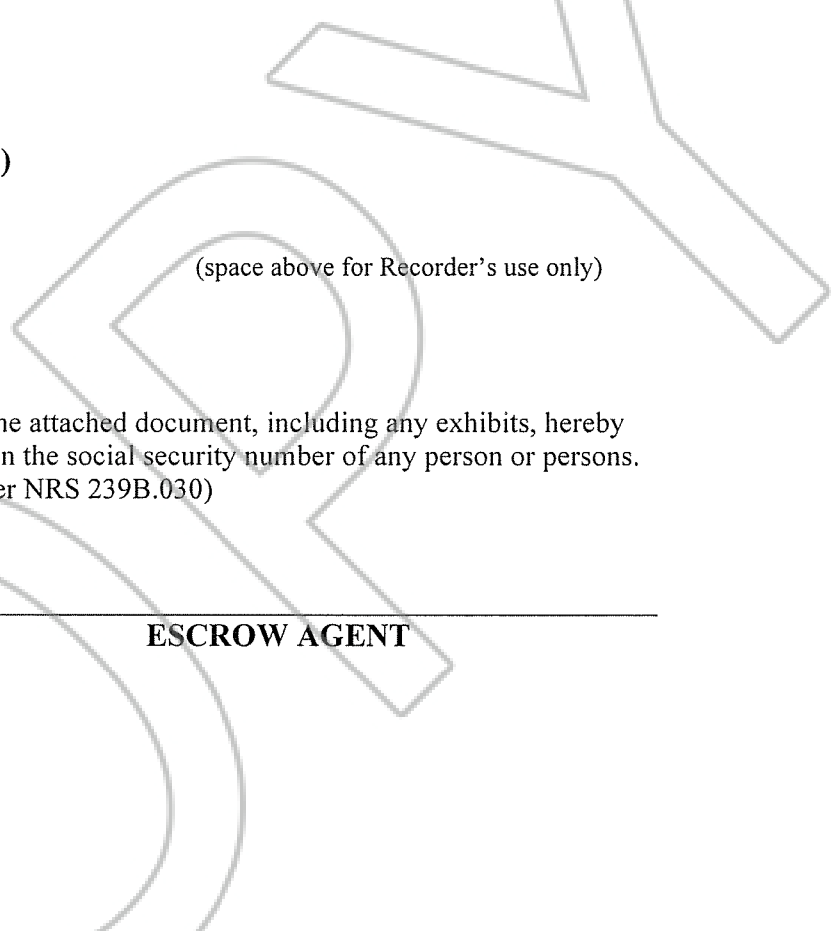 )
(space above for Recorder's use only)
he attached document, including any exhibits, hereby
n the social security number of any person or persons.
er NRS 239B.030)
ESCROW AGENT
OPY